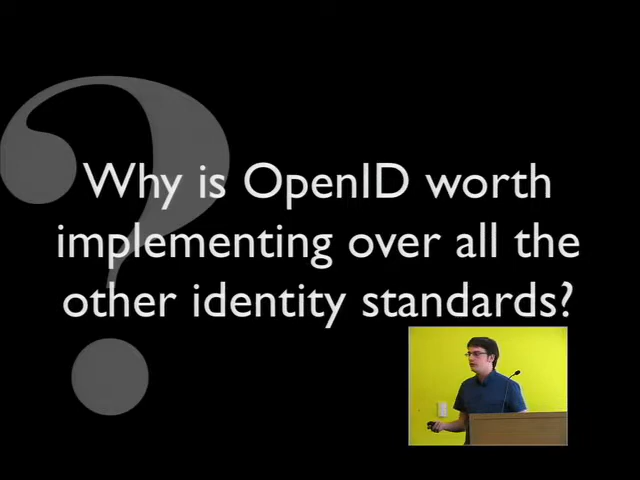 Why is OpenID worth
implementing over all the
other identity standards?